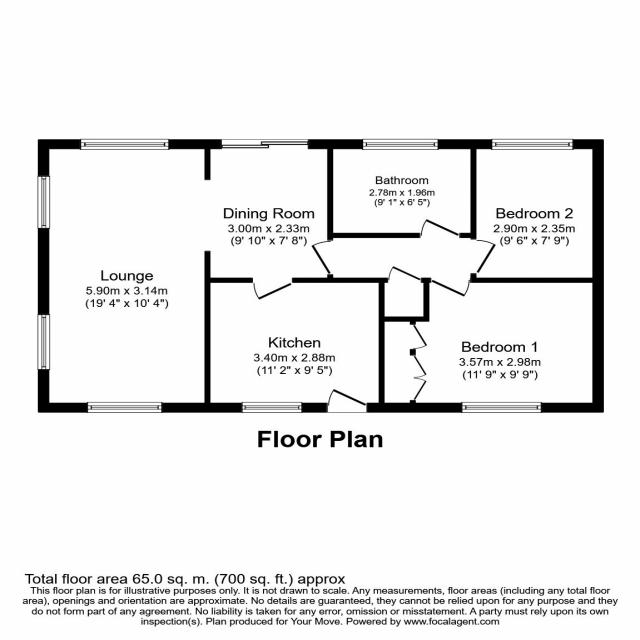 Bathroom
2.78m x 1.96m
(9' 1" x 6' 5")
Dining Room
3.00m x 2.33m
(9' 10" x 7' 8")
Bedroom 2
2.90m x 2.35m
(9' 6" x 7' 9")
Lounge
5.90m x 3.14m
(19' 4" x 10' 4")
Kitchen
3.40m x 2.88m
(11' 2" x 9' 5")
Bedroom 1
3.57m x 2.98m
(11' 9" x 9' 9")
Floor Plan
Total floor area 65.0 sq. m. (700 sq. ft.) approx
This floor plan is for illustrative purposes only. It is not drawn to scale. Any measurements, floor areas (including any total floor
area), openings and orientation are approximate. No details are guaranteed, they cannot be relied upon for any purpose and they
do not form part of any agreement. No liability is taken for any error, omission or misstatement. A party must rely upon its own
inspection(s). Plan produced for Your Move. Powered by www.focalagent.com